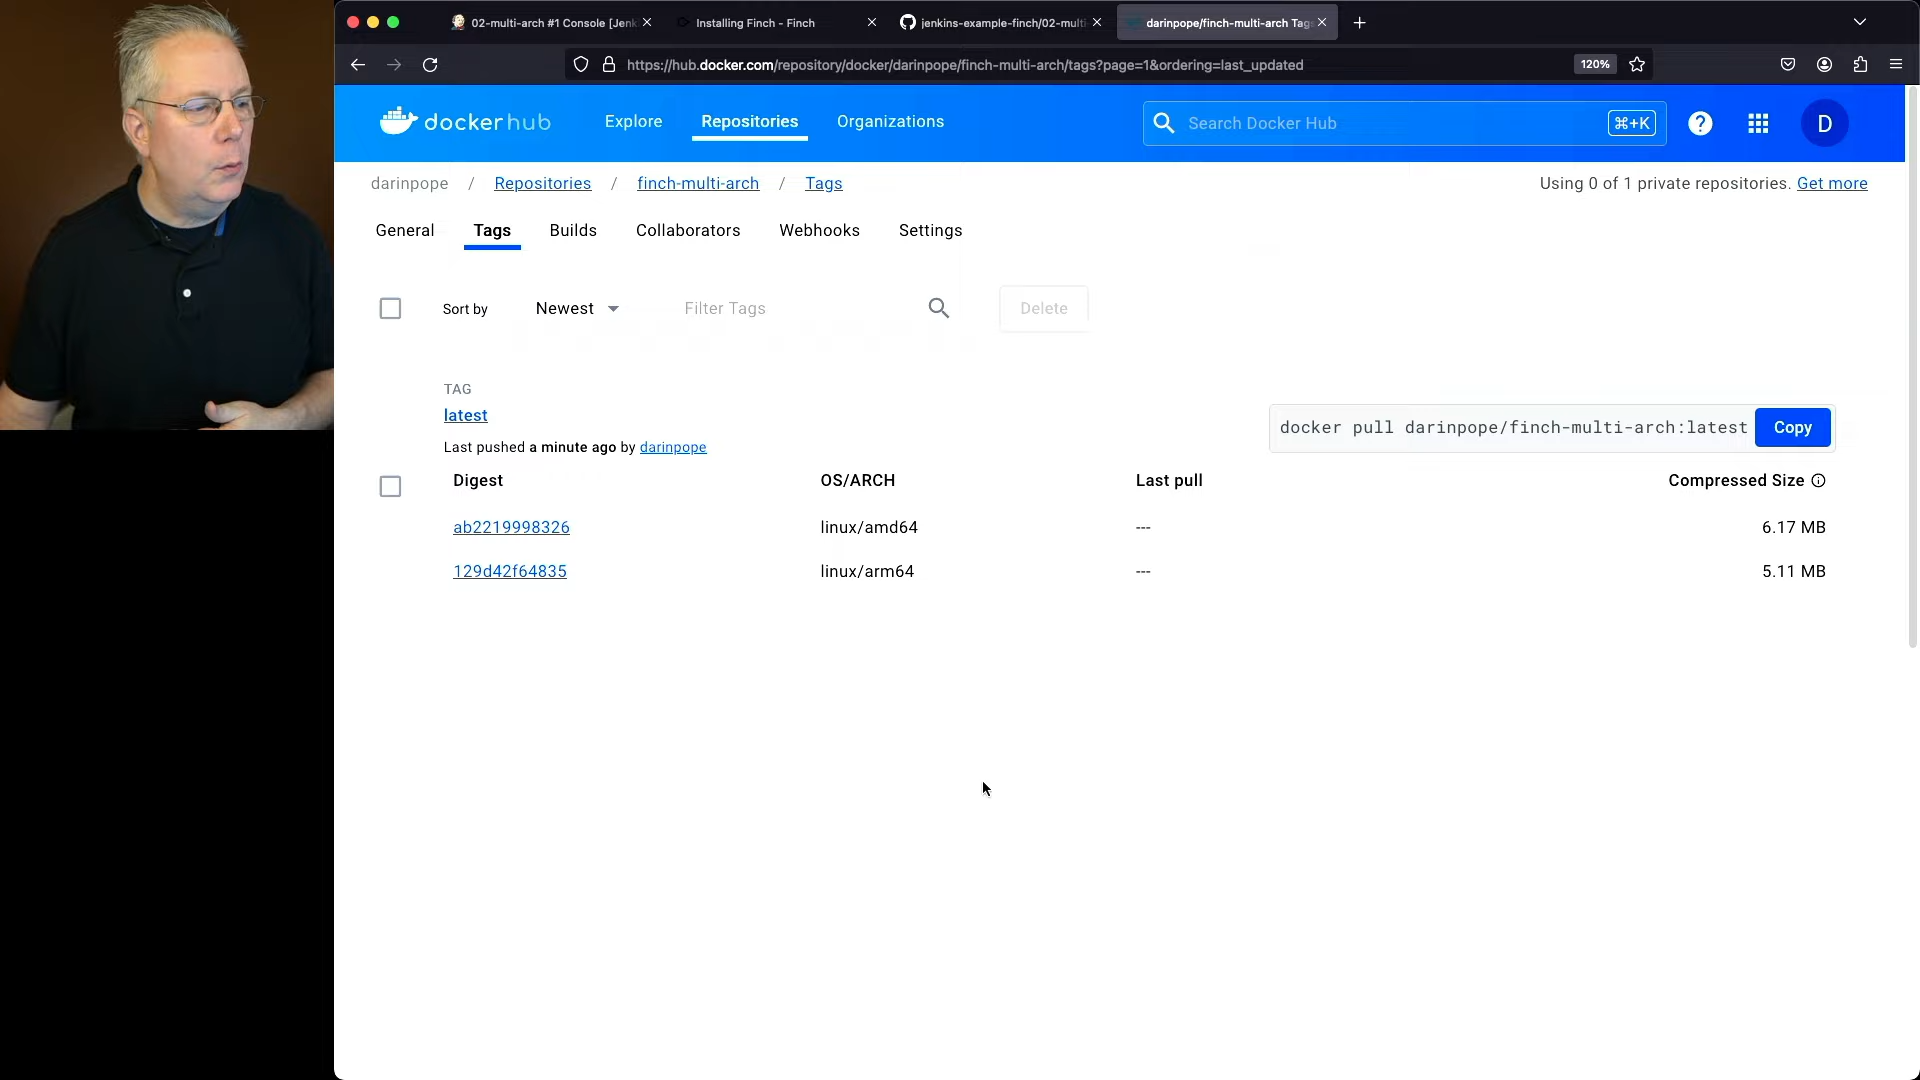 02-multi-arch #1 Console [Jenk
Installing Finch - Finch
jenkins-example-finch/02-multi-
darinpope/finch-multi-arch Tags
https://hub.docker.com/repository/docker/darinpope/finch-multi-arch/tags?page=1&ordering=last_updated
120%
dockerhub
Explore
Repositories
Organizations
Search Docker Hub
⌘+K
?
D
darinpope / Repositories / finch-multi-arch / Tags
Using 0 of 1 private repositories. Get more
General
Tags
Builds
Collaborators
Webhooks
Settings
Sort by
Newest
Filter Tags
Delete
TAG
latest
docker pull darinpope/finch-multi-arch:latest
Copy
Last pushed a minute ago by darinpope
Digest OS/ARCH Last pull Compressed Size
ab2219998326 linux/amd64 --- 6.17 MB
129d42f64835 linux/arm64 --- 5.11 MB